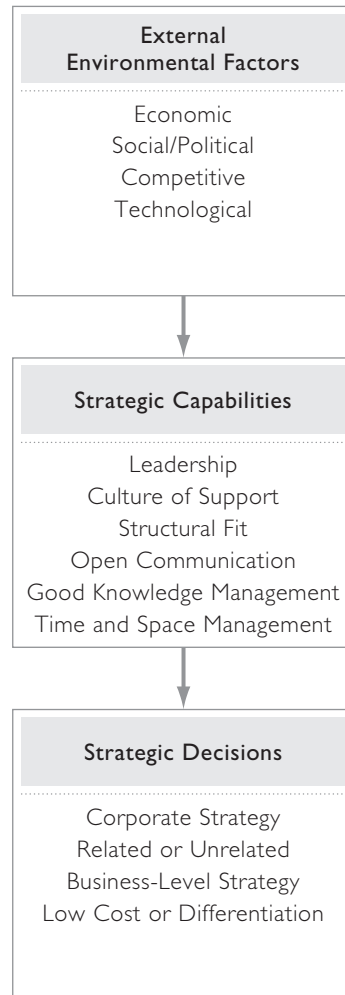 External
Environmental Factors
Economic
Social/Political
Competitive
Technological
Strategic Capabilities
Leadership
Culture of Support
Structural Fit
Open Communication
Good Knowledge Management
Time and Space Management
Strategic Decisions
Corporate Strategy
Related or Unrelated
Business-Level Strategy
Low Cost or Differentiation